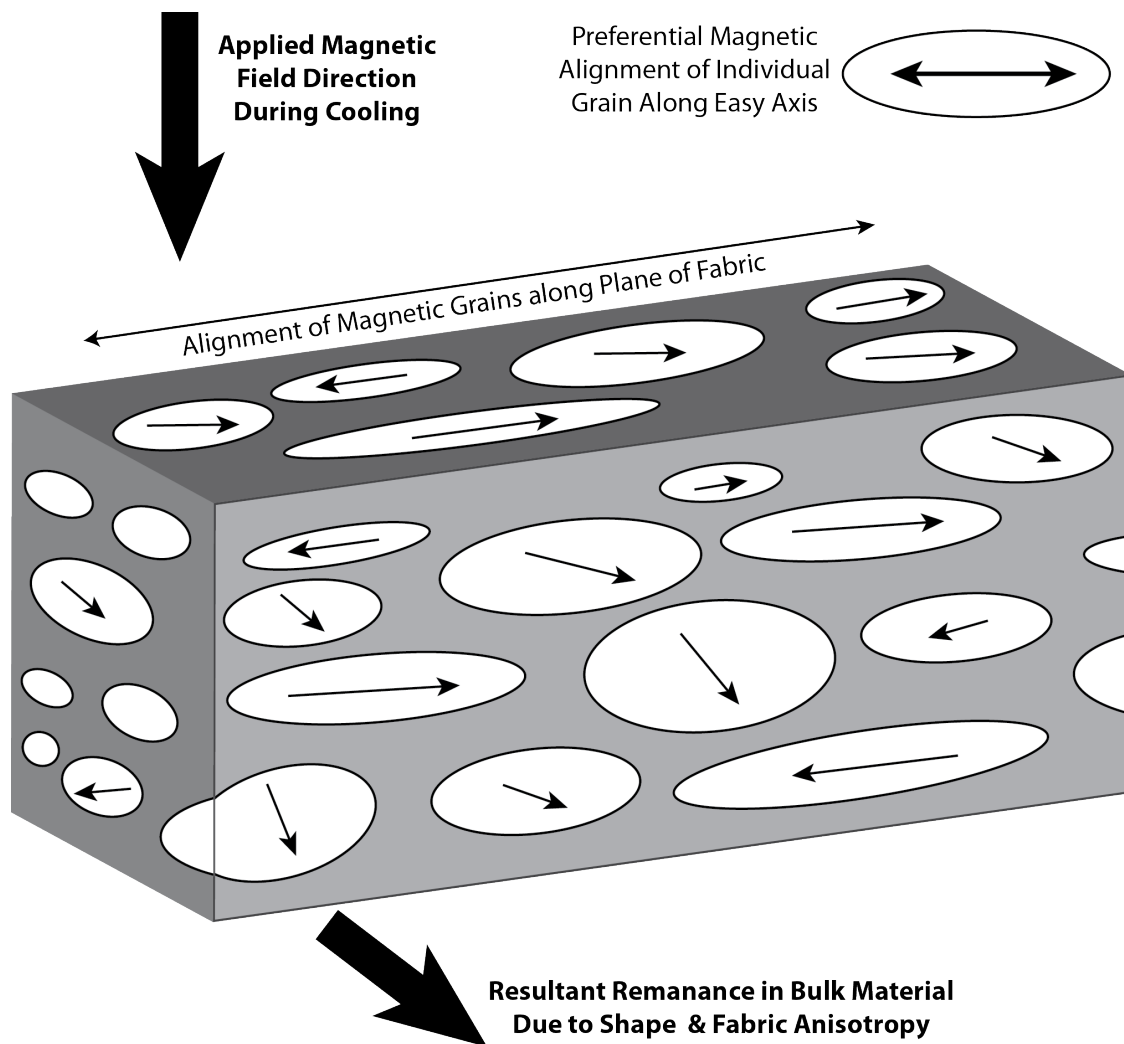 Applied Magnetic
Field Direction
During Cooling
Preferential Magnetic
Alignment of Individual
Grain Along Easy Axis
Alignment of Magnetic Grains along Plane of Fabric
Resultant Remanance in Bulk Material
Due to Shape & Fabric Anisotropy